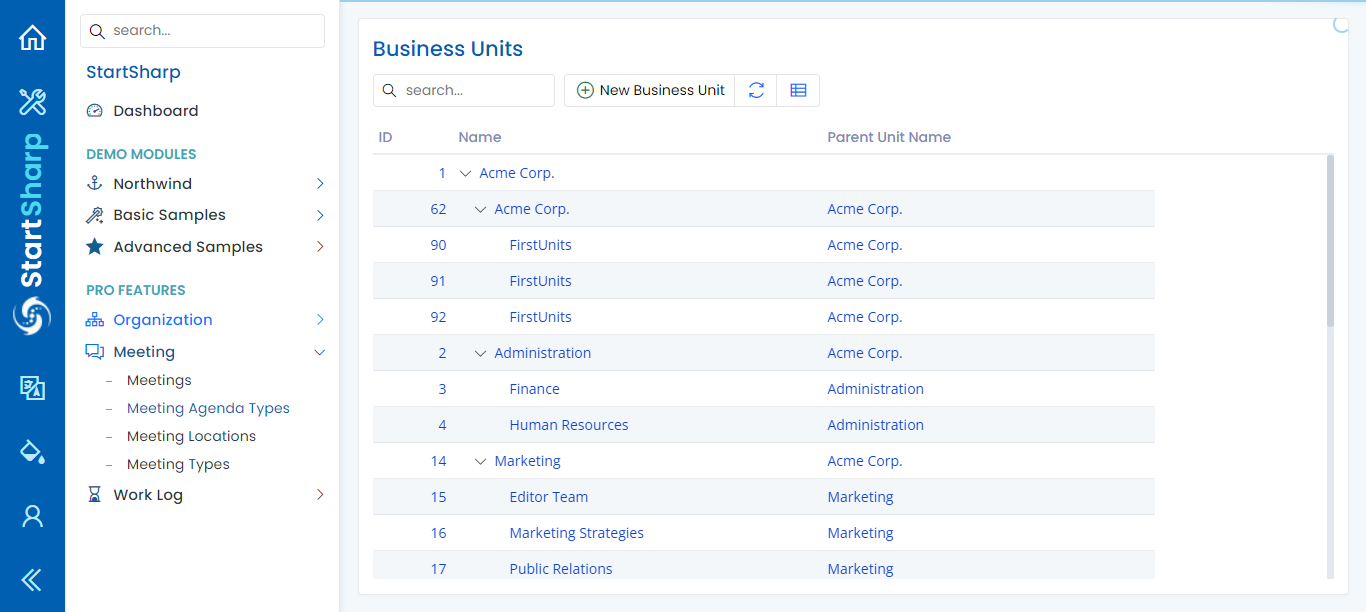 StartSharp
search...
StartSharp
Dashboard
DEMO MODULES
Northwind
Basic Samples
Advanced Samples
PRO FEATURES
Organization
Meeting
Meetings
Meeting Agenda Types
Meeting Locations
Meeting Types
Work Log
Business Units
search...
New Business Unit
ID Name Parent Unit Name
1 Acme Corp.
62 Acme Corp. Acme Corp.
90 FirstUnits Acme Corp.
91 FirstUnits Acme Corp.
92 FirstUnits Acme Corp.
2 Administration Acme Corp.
3 Finance Administration
4 Human Resources Administration
14 Marketing Acme Corp.
15 Editor Team Marketing
16 Marketing Strategies Marketing
17 Public Relations Marketing